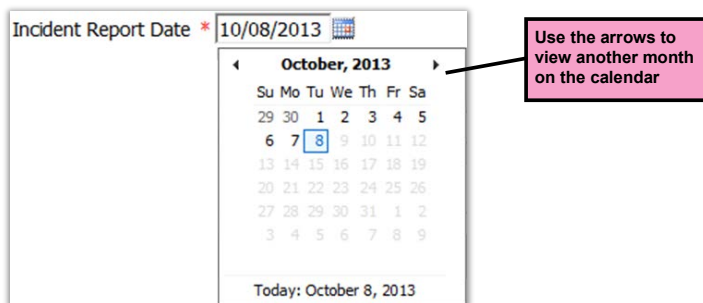 Incident Report Date * 10/08/2013
October, 2013
Su Mo Tu We Th Fr Sa
29 30 1 2 3 4 5
6 7 8 9 10 11 12
13 14 15 16 17 18 19
20 21 22 23 24 25 26
27 28 29 30 31 1 2
3 4 5 6 7 8 9
Today: October 8, 2013
Use the arrows to
view another month
on the calendar